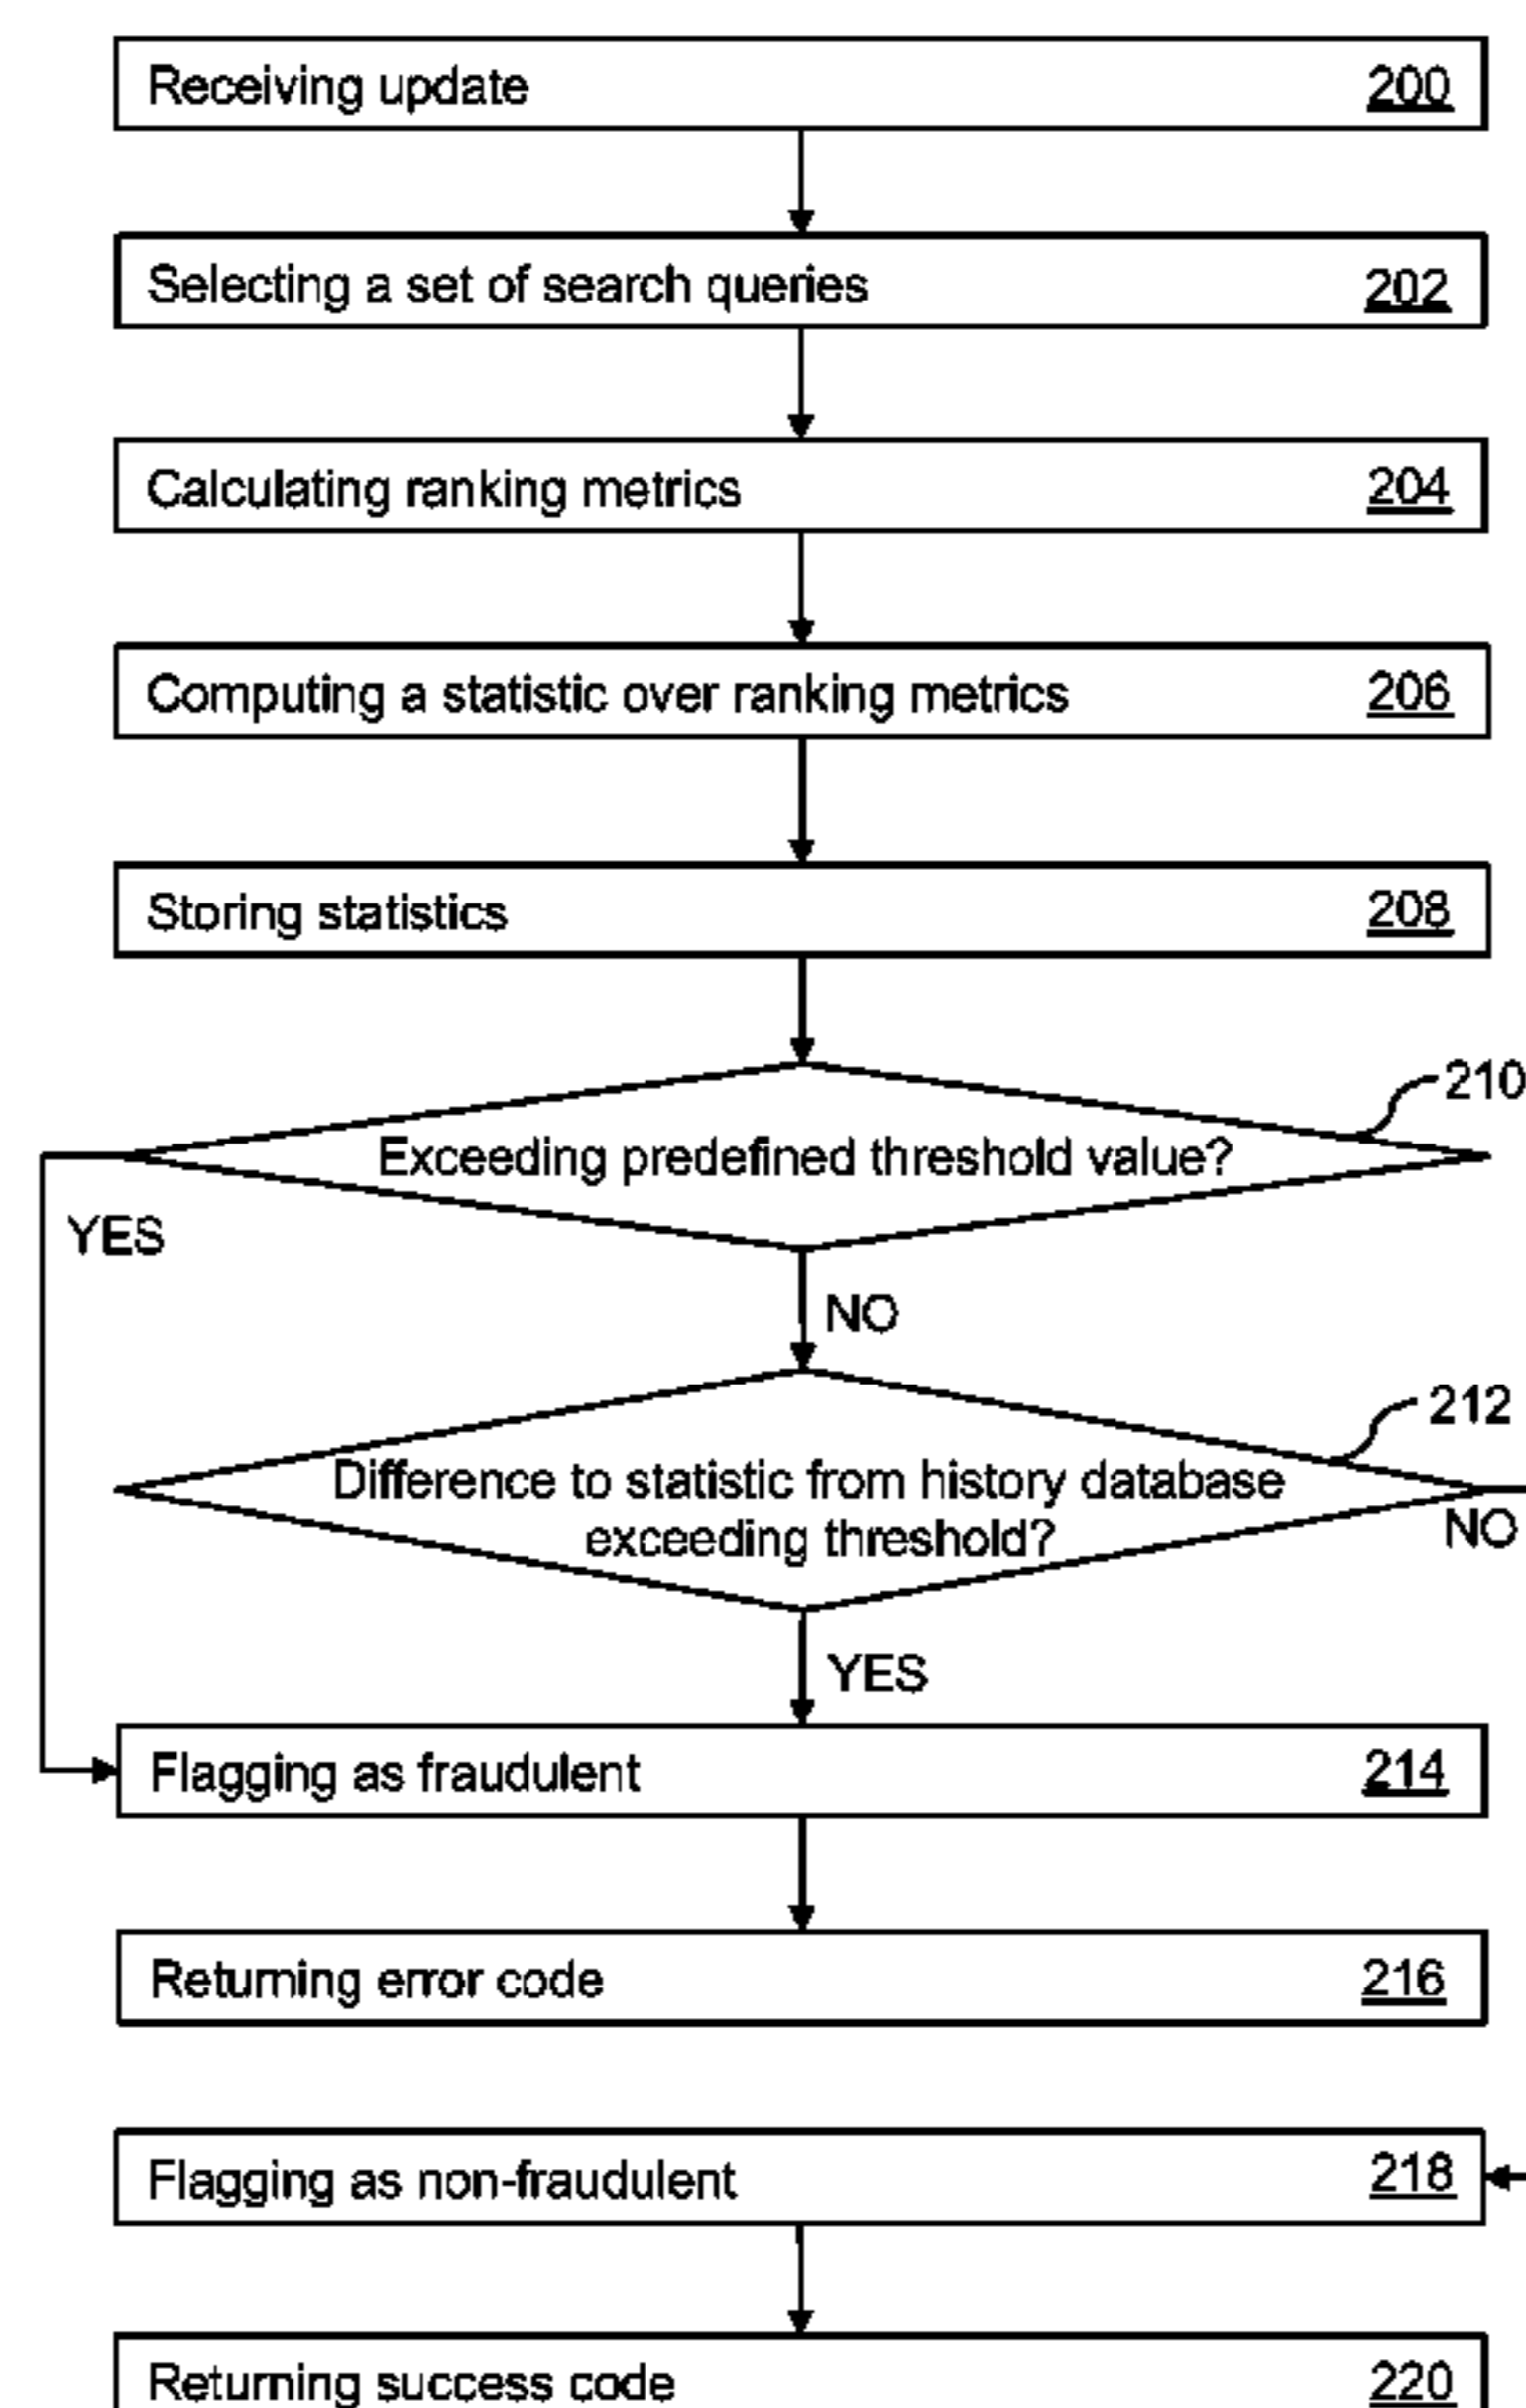 Receiving update 200
Selecting a set of search queries 202
Calculating ranking metrics 204
Computing a statistic over ranking metrics 206
Storing statistics 208
210
Exceeding predefined threshold value?
YES
NO
212
Difference to statistic from history database
exceeding threshold?
NO
YES
Flagging as fraudulent 214
Returning error code 216
Flagging as non-fraudulent 218
Returning success code 220